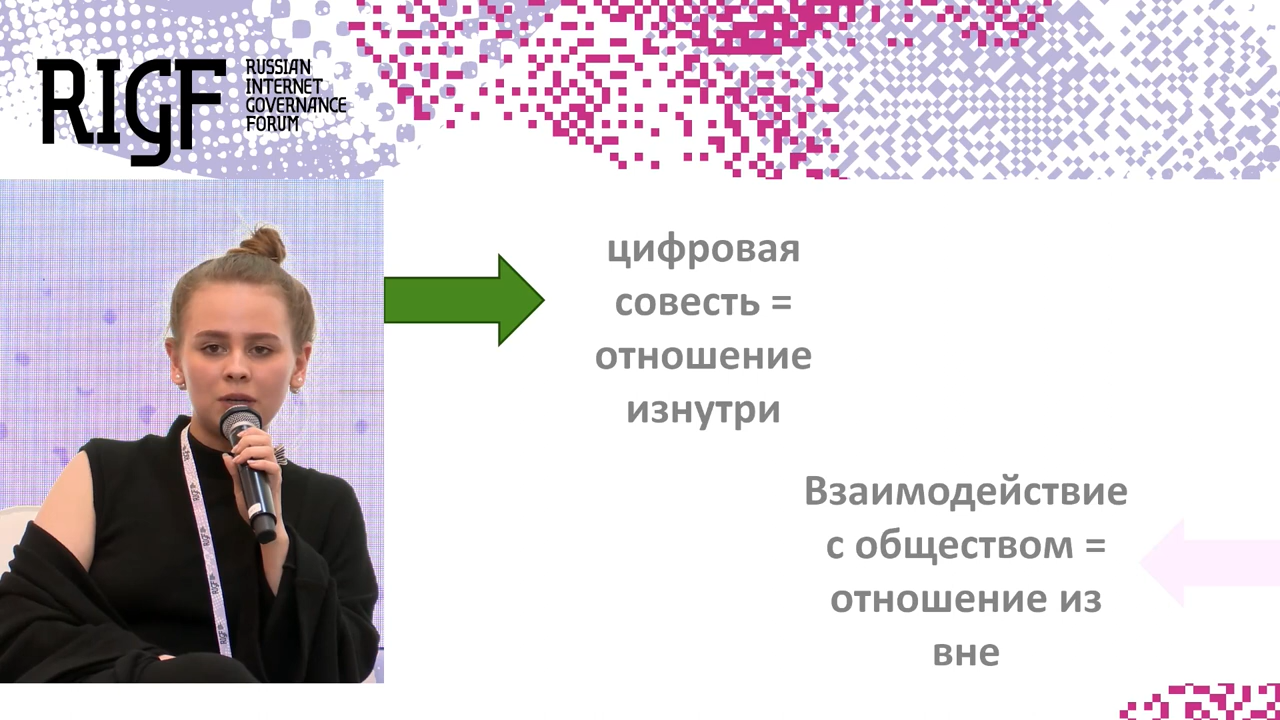 RIGF
RUSSIAN
INTERNET
GOVERNANCE
FORUM
цифровая
совесть =
отношение
изнутри
Взаимодействие
с обществом =
отношение из
вне